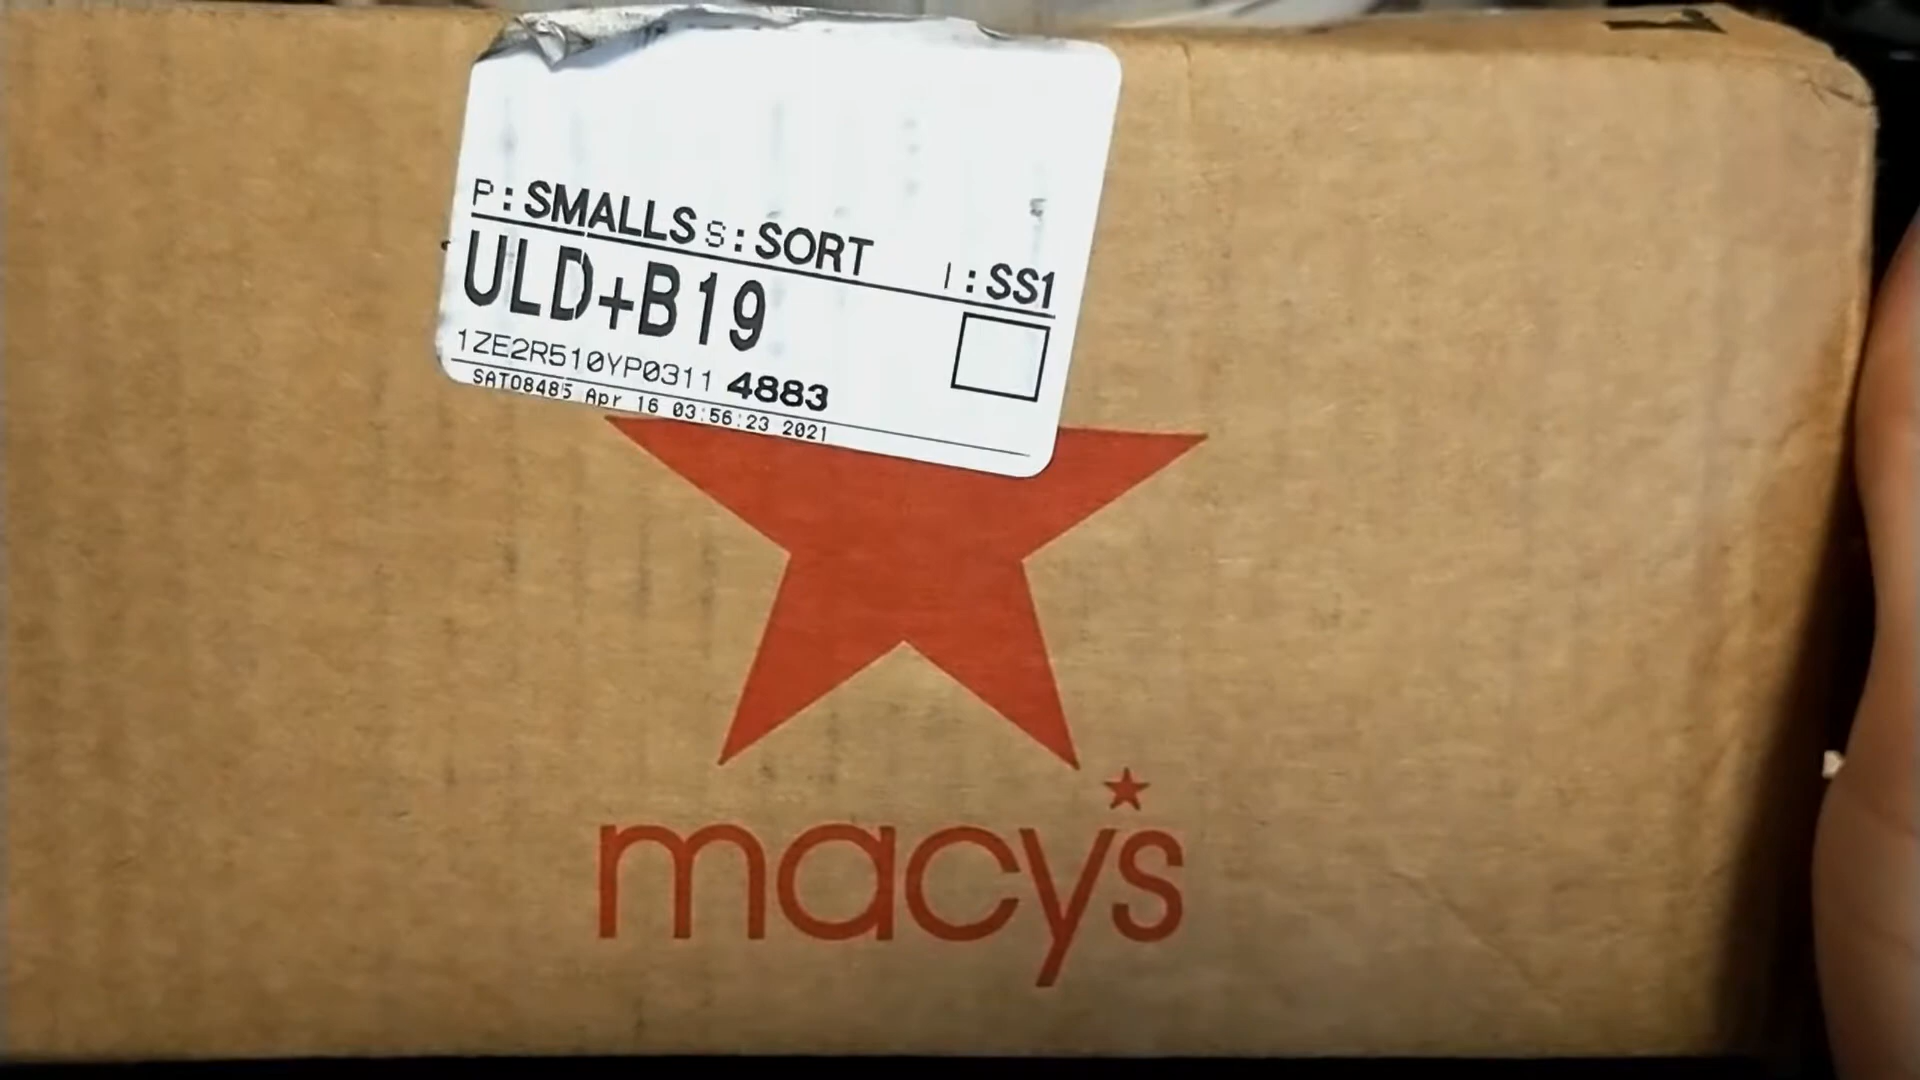 P: SMALLS S: SORT I: SS1
ULD+B19
1ZE2R510YP0311 4883
SAT08485 Apr 16 03:56:23 2021
macy's